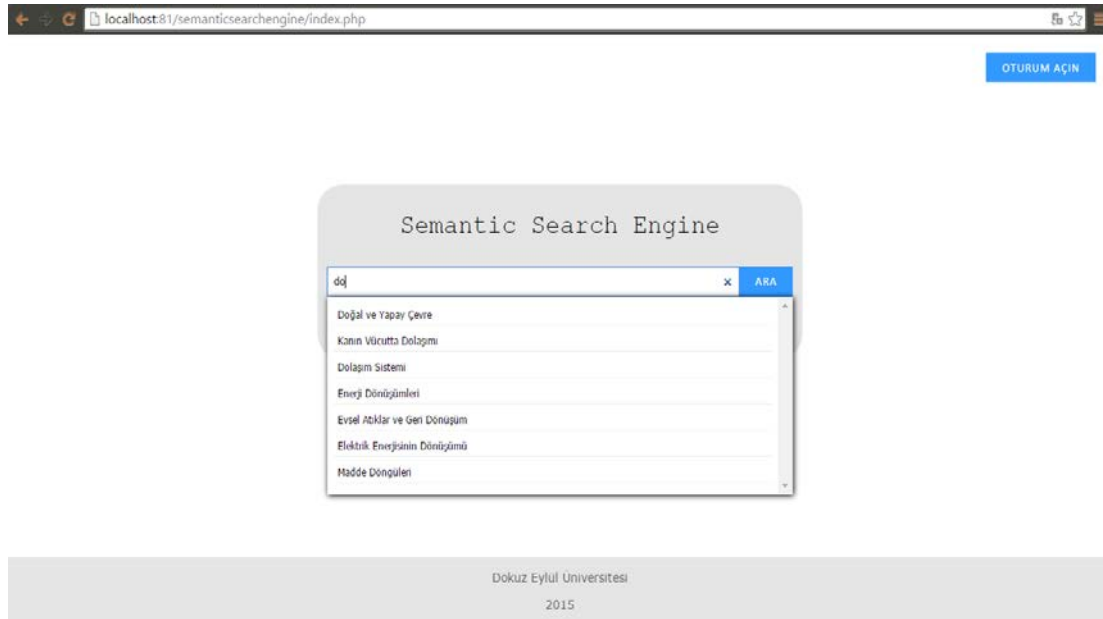 localhost:81/semanticsearchengine/index.php
OTURUM AÇIN
Semantic Search Engine
do
ARA
Doğal ve Yapay Çevre
Kanın Vücutta Dolaşımı
Dolaşım Sistemi
Enerji Dönüşümleri
Evsel Atıklar ve Geri Dönüşüm
Elektrik Enerjisinin Dönüşümü
Madde Döngüleri
Dokuz Eylül Üniversitesi
2015